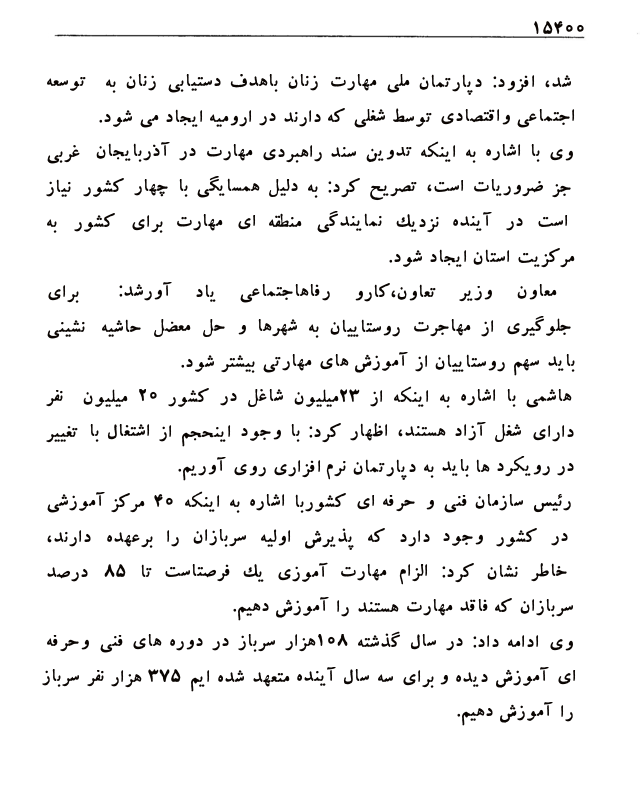 ۱۵۴۰۰
شد، افزود: دپارتمان ملی مهارت زنان باهدف دستیابی زنان به توسعه
اجتماعی واقتصادی توسط شغلی که دارند در ارومیه ایجاد می شود.
وی با اشاره به اینکه تدوین سند راهبردی مهارت در آذربایجان غربی
جز ضروریات است، تصریح کرد: به دلیل همسایگی با چهار کشور نیاز
است در آینده نزدیك نمایندگی منطقه ای مهارت برای کشور به
مرکزیت استان ایجاد شود.
معاون وزیر تعاون،کارو رفاهاجتماعی یاد آورشد: برای
جلوگیری از مهاجرت روستاییان به شهرها و حل معضل حاشیه نشینی
باید سهم روستاییان از آموزش های مهارتی بیشتر شود.
هاشمی با اشاره به اینکه از ۲۳میلیون شاغل در کشور ۲۰ میلیون نفر
دارای شغل آزاد هستند، اظهار کرد: با وجود اینحجم از اشتغال با تغییر
در رویکرد ها باید به دپارتمان نرم افزاری روی آوریم.
رئیس سازمان فنی و حرفه ای کشوربا اشاره به اینکه ۴۰ مرکز آموزشی
در کشور وجود دارد که پذیرش اولیه سربازان را برعهده دارند،
خاطر نشان کرد: الزام مهارت آموزی یك فرصتاست تا ۸۵ درصد
سربازان که فاقد مهارت هستند را آموزش دهیم.
وی ادامه داد: در سال گذشته ۱۰۸هزار سرباز در دوره های فنی وحرفه
ای آموزش دیده و برای سه سال آینده متعهد شده ایم ۳۷۵ هزار نفر سرباز
را آموزش دهیم.